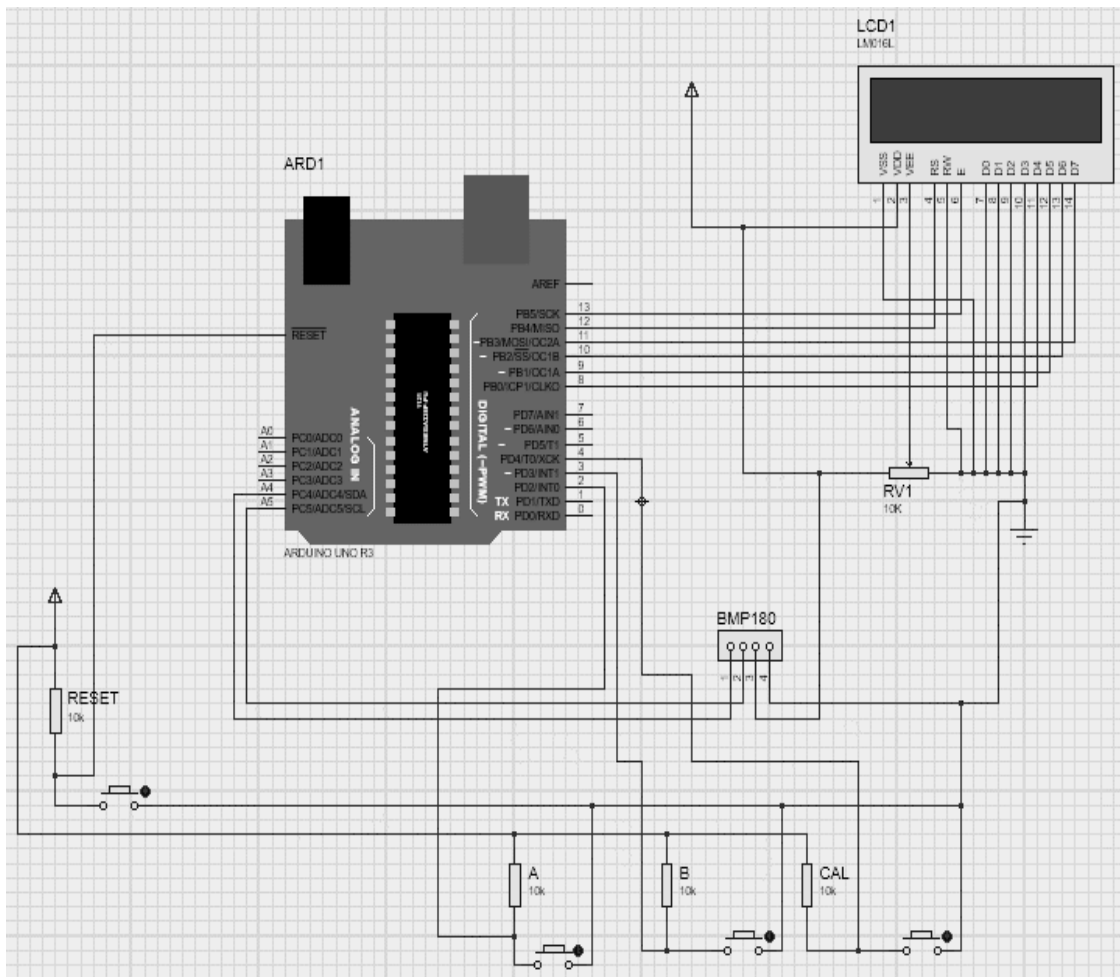 LCD1
LM016L
VSS
VDD
VEE
RS
RW
E
D0
D1
D2
D3
D4
D5
D6
D7
1
2
3
4
5
6
7
8
9
10
11
12
13
14
ARD1
AREF
PB5/SCK 13
RESET
PB4/MISO 12
~PB3/MOSI/OC2A 11
~PB2/SS/OC1B 10
~PB1/OC1A 9
PB0/ICP1/CLKO 8
PD7/AIN1 7
~PD6/AIN0 6
~PD5/T1 5
PD4/T0/XCK 4
~PD3/INT1 3
PD2/INT0 2
TX PD1/TXD 1
RX PD0/RXD 0
DIGITAL (~PWM)
ANALOG IN
A0 PC0/ADC0
A1 PC1/ADC1
A2 PC2/ADC2
A3 PC3/ADC3
A4 PC4/ADC4/SDA
A5 PC5/ADC5/SCL
ARDUINO UNO R3
RV1
10K
BMP180
1
2
3
4
RESET
10k
A
10k
B
10k
CAL
10k